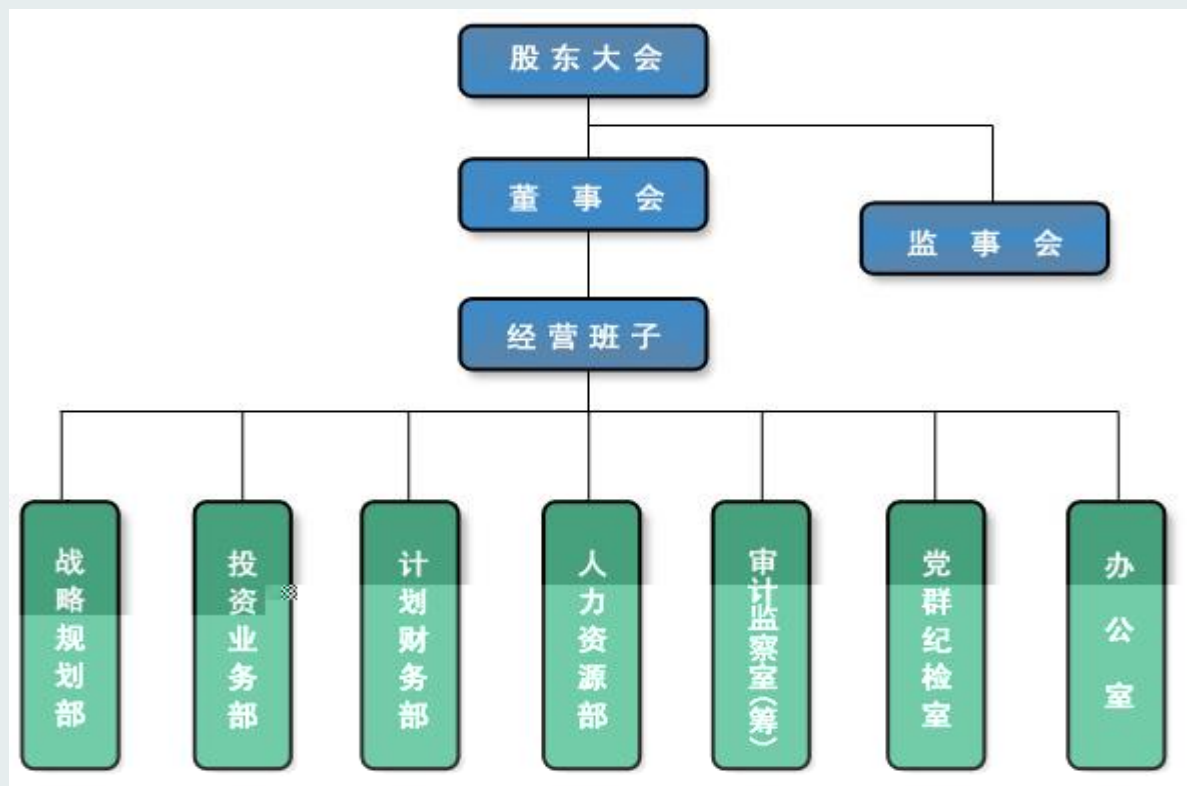 股东大会
董事会
监事会
经营班子
战略规划部
投资业务部
计划财务部
人力资源部
审计监察室(筹)
党群纪检室
办公室